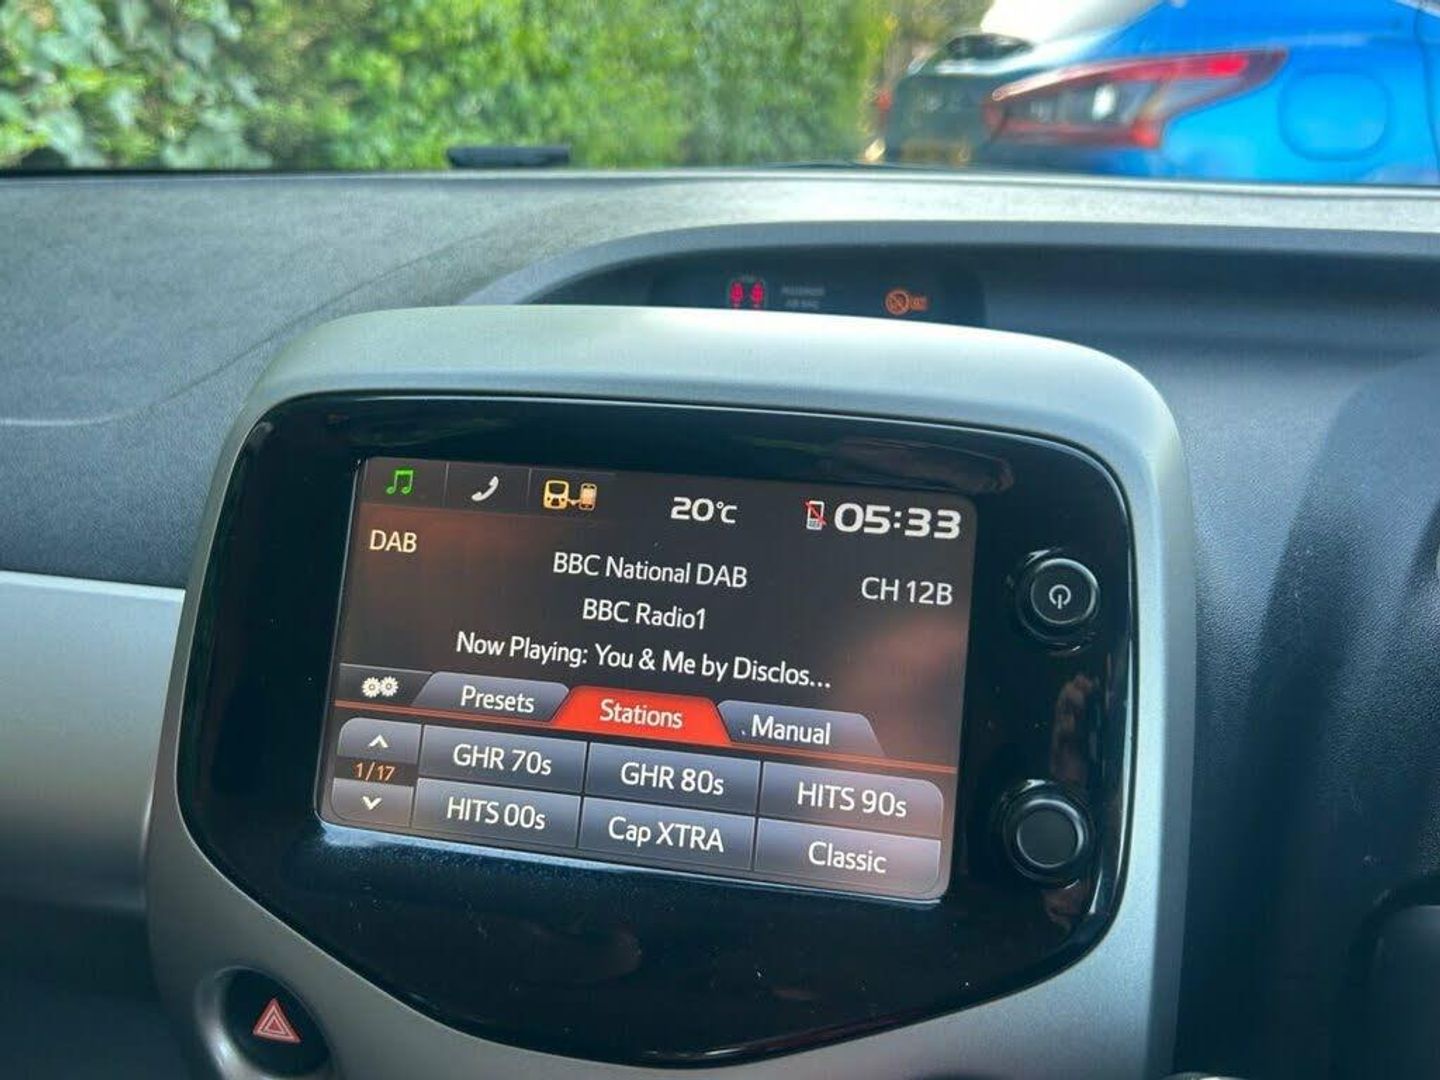 20°C
05:33
DAB
BBC National DAB
CH 12B
BBC Radio1
Now Playing: You & Me by Disclos...
Presets
Stations
Manual
GHR 70s
GHR 80s
HITS 90s
1/17
HITS 00s
Cap XTRA
Classic